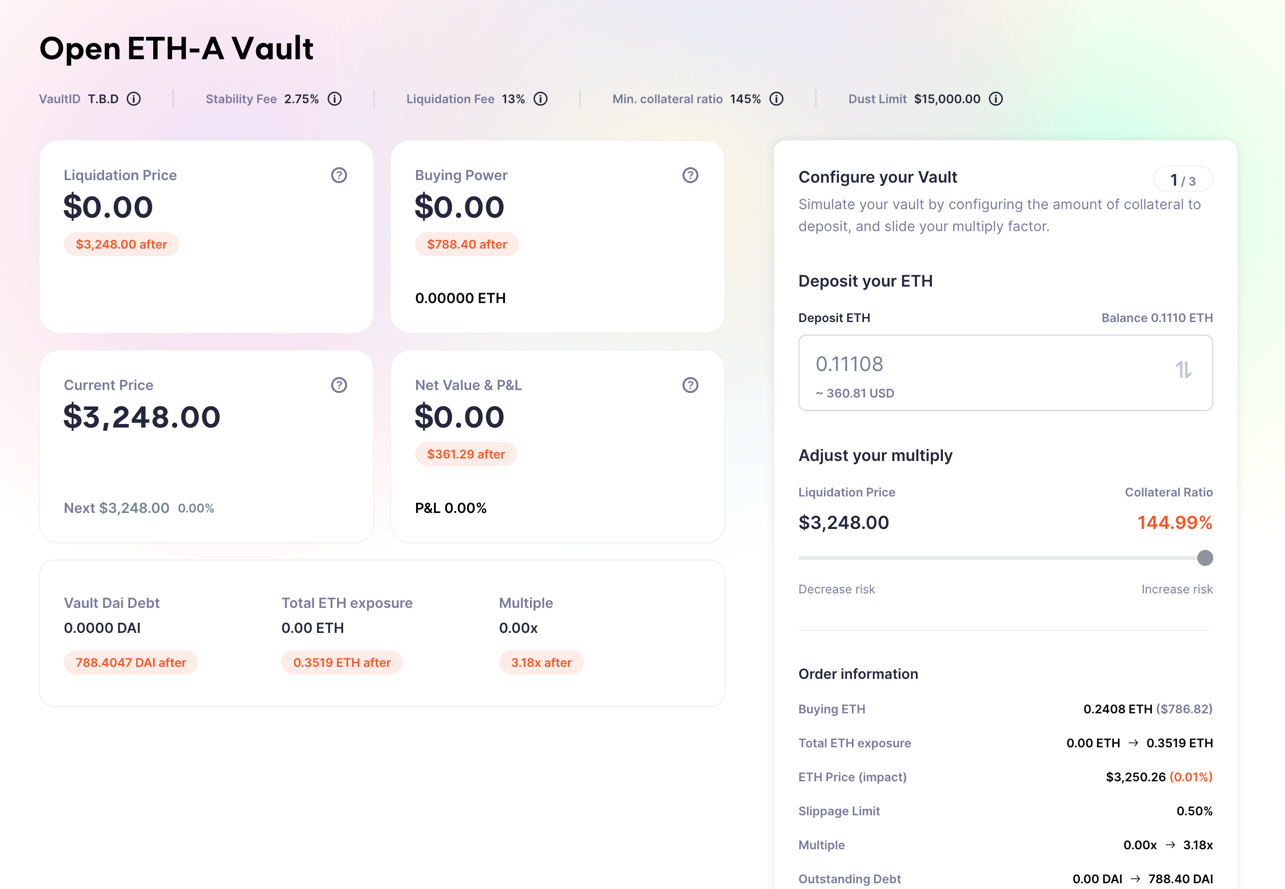 Open ETH-A Vault
VaultID T.B.D
Stability Fee 2.75%
Liquidation Fee 13%
Min. collateral ratio 145%
Dust Limit $15,000.00
Liquidation Price
$0.00
$3,248.00 after
Buying Power
$0.00
$788.40 after
0.00000 ETH
Current Price
$3,248.00
Next $3,248.00 0.00%
Net Value & P&L
$0.00
$361.29 after
P&L 0.00%
Vault Dai Debt
0.0000 DAI
788.4047 DAI after
Total ETH exposure
0.00 ETH
0.3519 ETH after
Multiple
0.00x
3.18x after
Configure your Vault
1 / 3
Simulate your vault by configuring the amount of collateral to
deposit, and slide your multiply factor.
Deposit your ETH
Deposit ETH
Balance 0.1110 ETH
0.11108
~ 360.81 USD
Adjust your multiply
Liquidation Price
Collateral Ratio
$3,248.00
144.99%
Decrease risk
Increase risk
Order information
Buying ETH 0.2408 ETH ($786.82)
Total ETH exposure 0.00 ETH → 0.3519 ETH
ETH Price (impact) $3,250.26 (0.01%)
Slippage Limit 0.50%
Multiple 0.00x → 3.18x
Outstanding Debt 0.00 DAI → 788.40 DAI